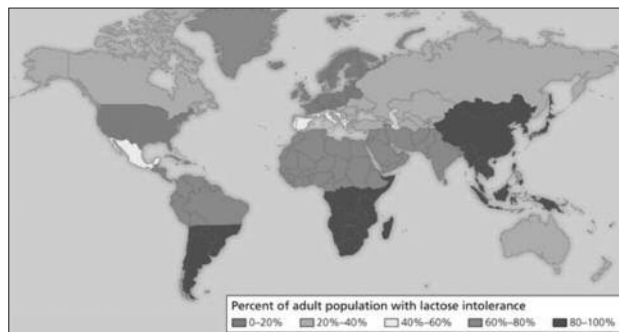 Percent of adult population with lactose intolerance
0–20% 20%–40% 40%–60% 60%–80% 80–100%